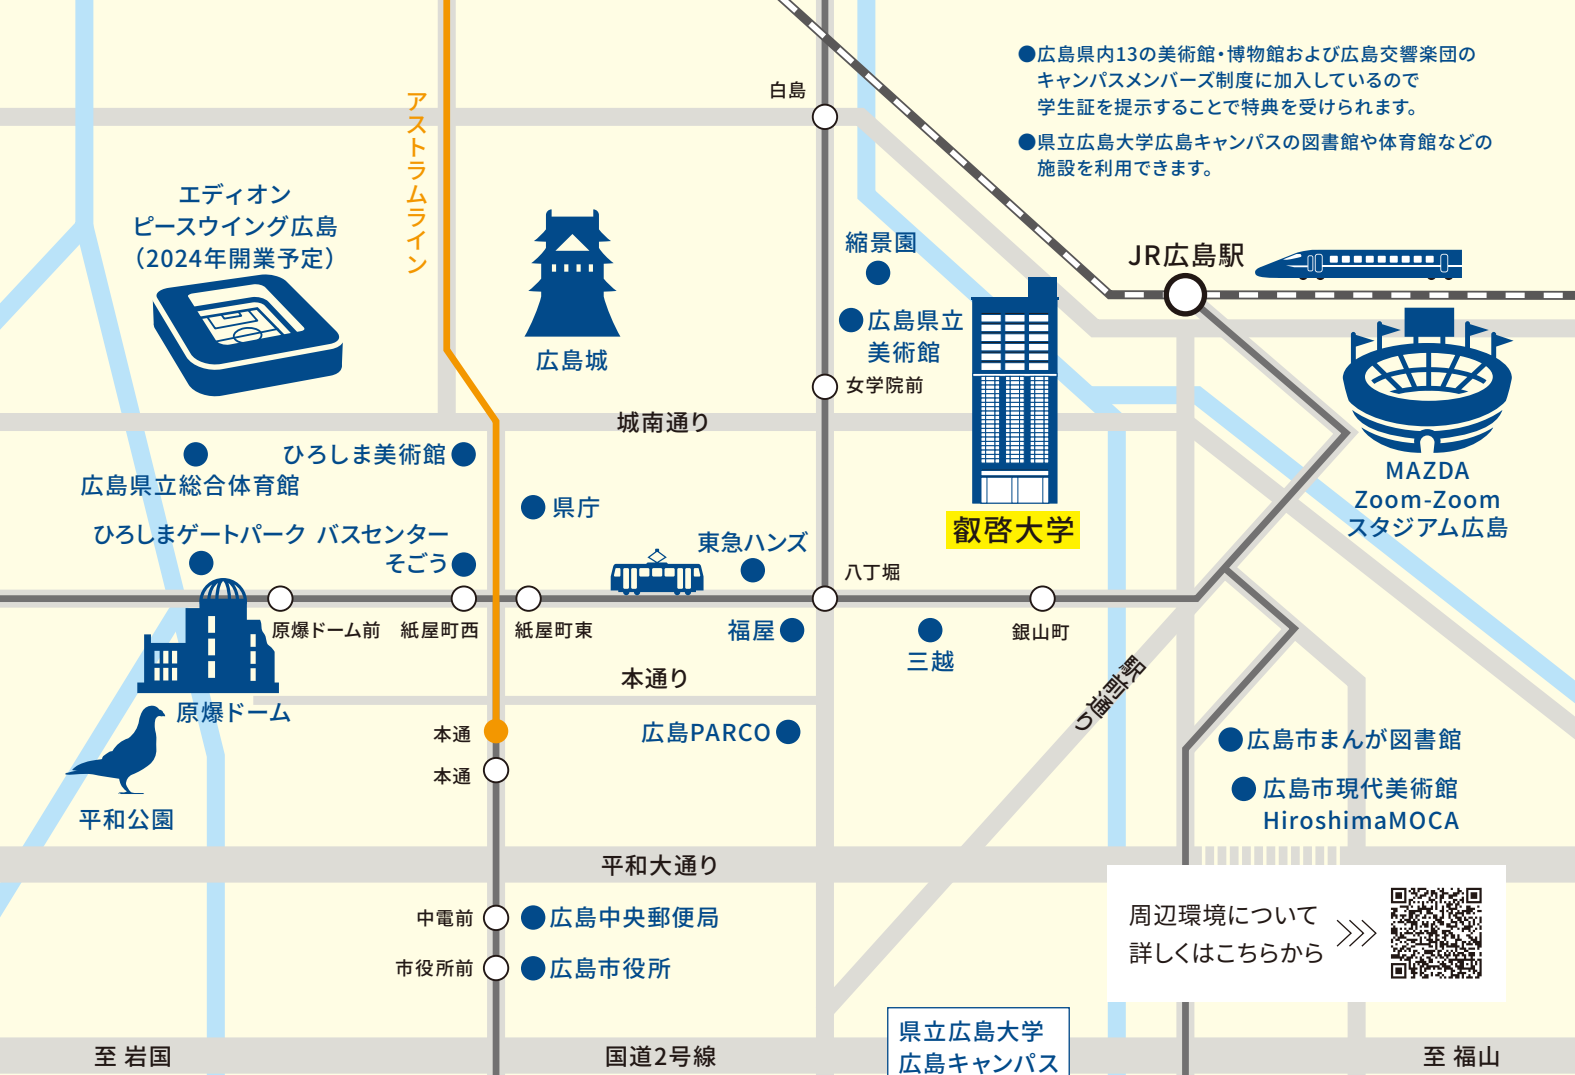 ●広島県内13の美術館・博物館および広島交響楽団の
キャンパスメンバーズ制度に加入しているので
学生証を提示することで特典を受けられます。
●県立広島大学広島キャンパスの図書館や体育館などの
施設を利用できます。
白島
アストラムライン
エディオン
ピースウイング広島
（2024年開業予定）
縮景園
JR広島駅
広島県立
美術館
広島城
女学院前
城南通り
ひろしま美術館
広島県立総合体育館
MAZDA
Zoom-Zoom
スタジアム広島
県庁
叡啓大学
ひろしまゲートパーク
バスセンター
そごう
東急ハンズ
八丁堀
原爆ドーム前
紙屋町西
紙屋町東
福屋
銀山町
三越
本通り
駅前通り
原爆ドーム
本通
広島PARCO
広島市まんが図書館
本通
広島市現代美術館
HiroshimaMOCA
平和公園
平和大通り
中電前
広島中央郵便局
周辺環境について
詳しくはこちらから
市役所前
広島市役所
県立広島大学
広島キャンパス
至 岩国
国道2号線
至 福山